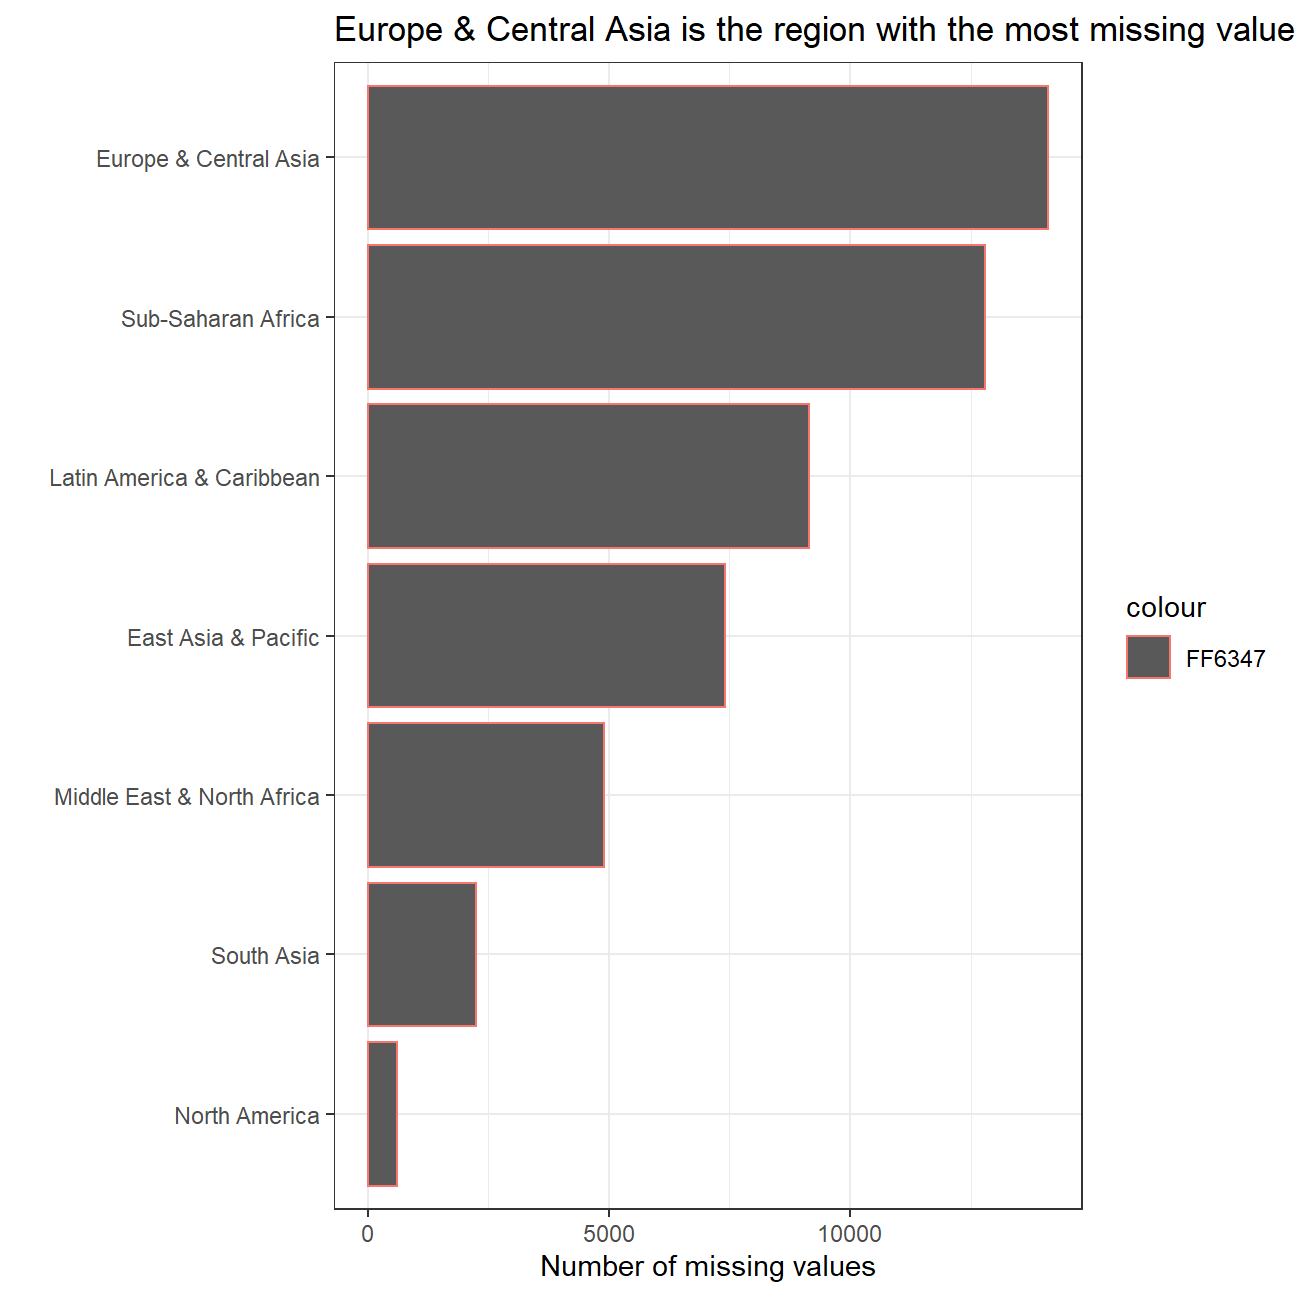 Europe & Central Asia is the region with the most missing value
Europe & Central Asia
Sub-Saharan Africa
Latin America & Caribbean
East Asia & Pacific
Middle East & North Africa
South Asia
North America
0 5000 10000
Number of missing values
colour
FF6347